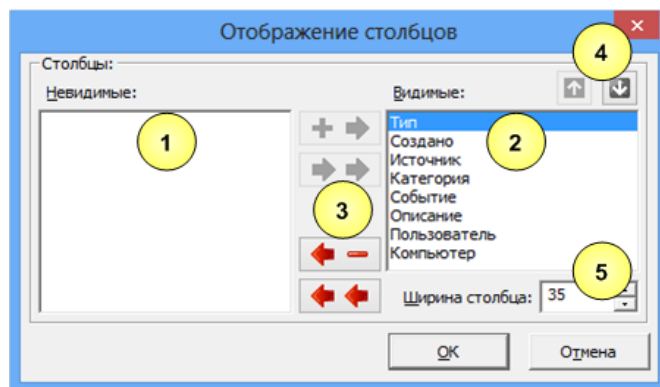 Отображение столбцов
4
Столбцы:
Невидимые:
Видимые:
1
Тип
2
Создано
Источник
Категория
Событие
Описание
Пользователь
Компьютер
3
5
Ширина столбца: 35
OK
Отмена